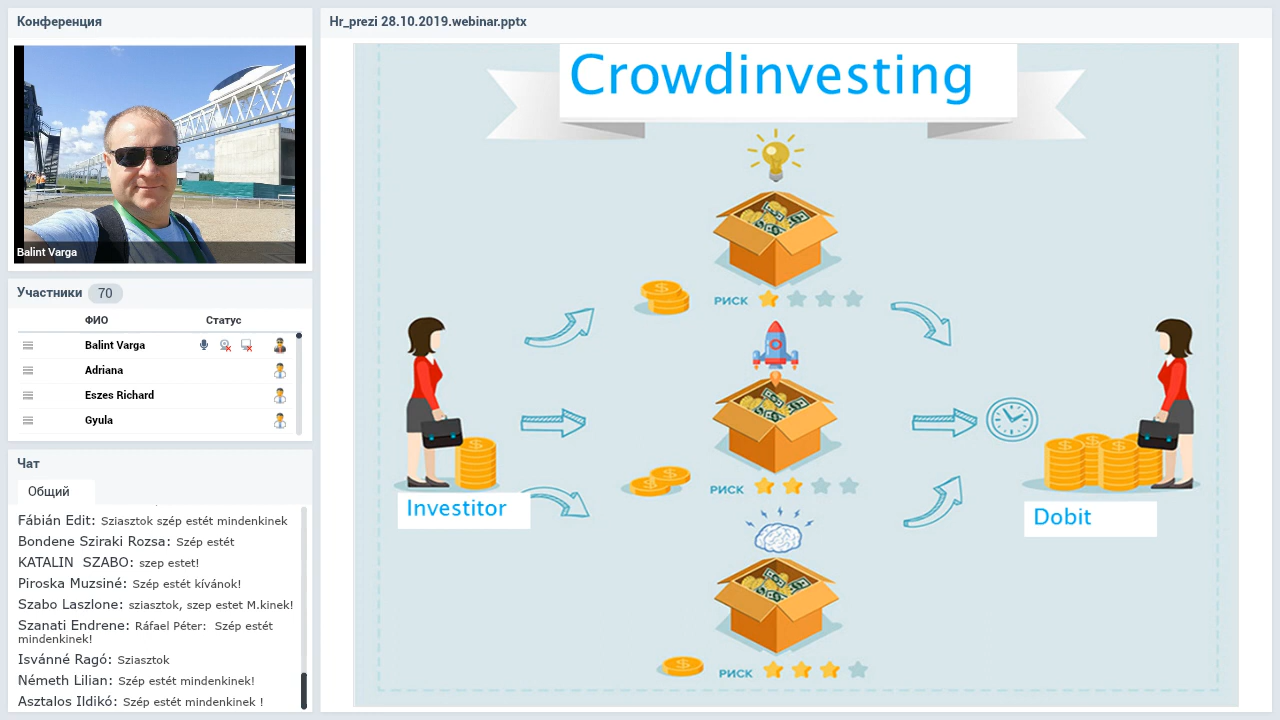 Конференция
Balint Varga
Участники 70
ФИО Статус
Balint Varga
Adriana
Eszes Richard
Gyula
Чат
Общий
Fábián Edit: Sziasztok szép estét mindenkinek
Bondene Sziraki Rozsa: Szép estét
KATALIN SZABO: szep estet!
Piroska Muzsiné: Szép estét kívánok!
Szabo Laszlone: sziasztok, szep estet M.kinek!
Szanati Endrene: Ráfael Péter: Szép estét
mindenkinek!
Isvánné Ragó: Sziasztok
Németh Lilian: Szép estét mindenkinek!
Asztalos Ildikó: Szép estét mindenkinek !
Hr_prezi 28.10.2019.webinar.pptx
Crowdinvesting
РИСК
РИСК
Investitor
Dobit
РИСК